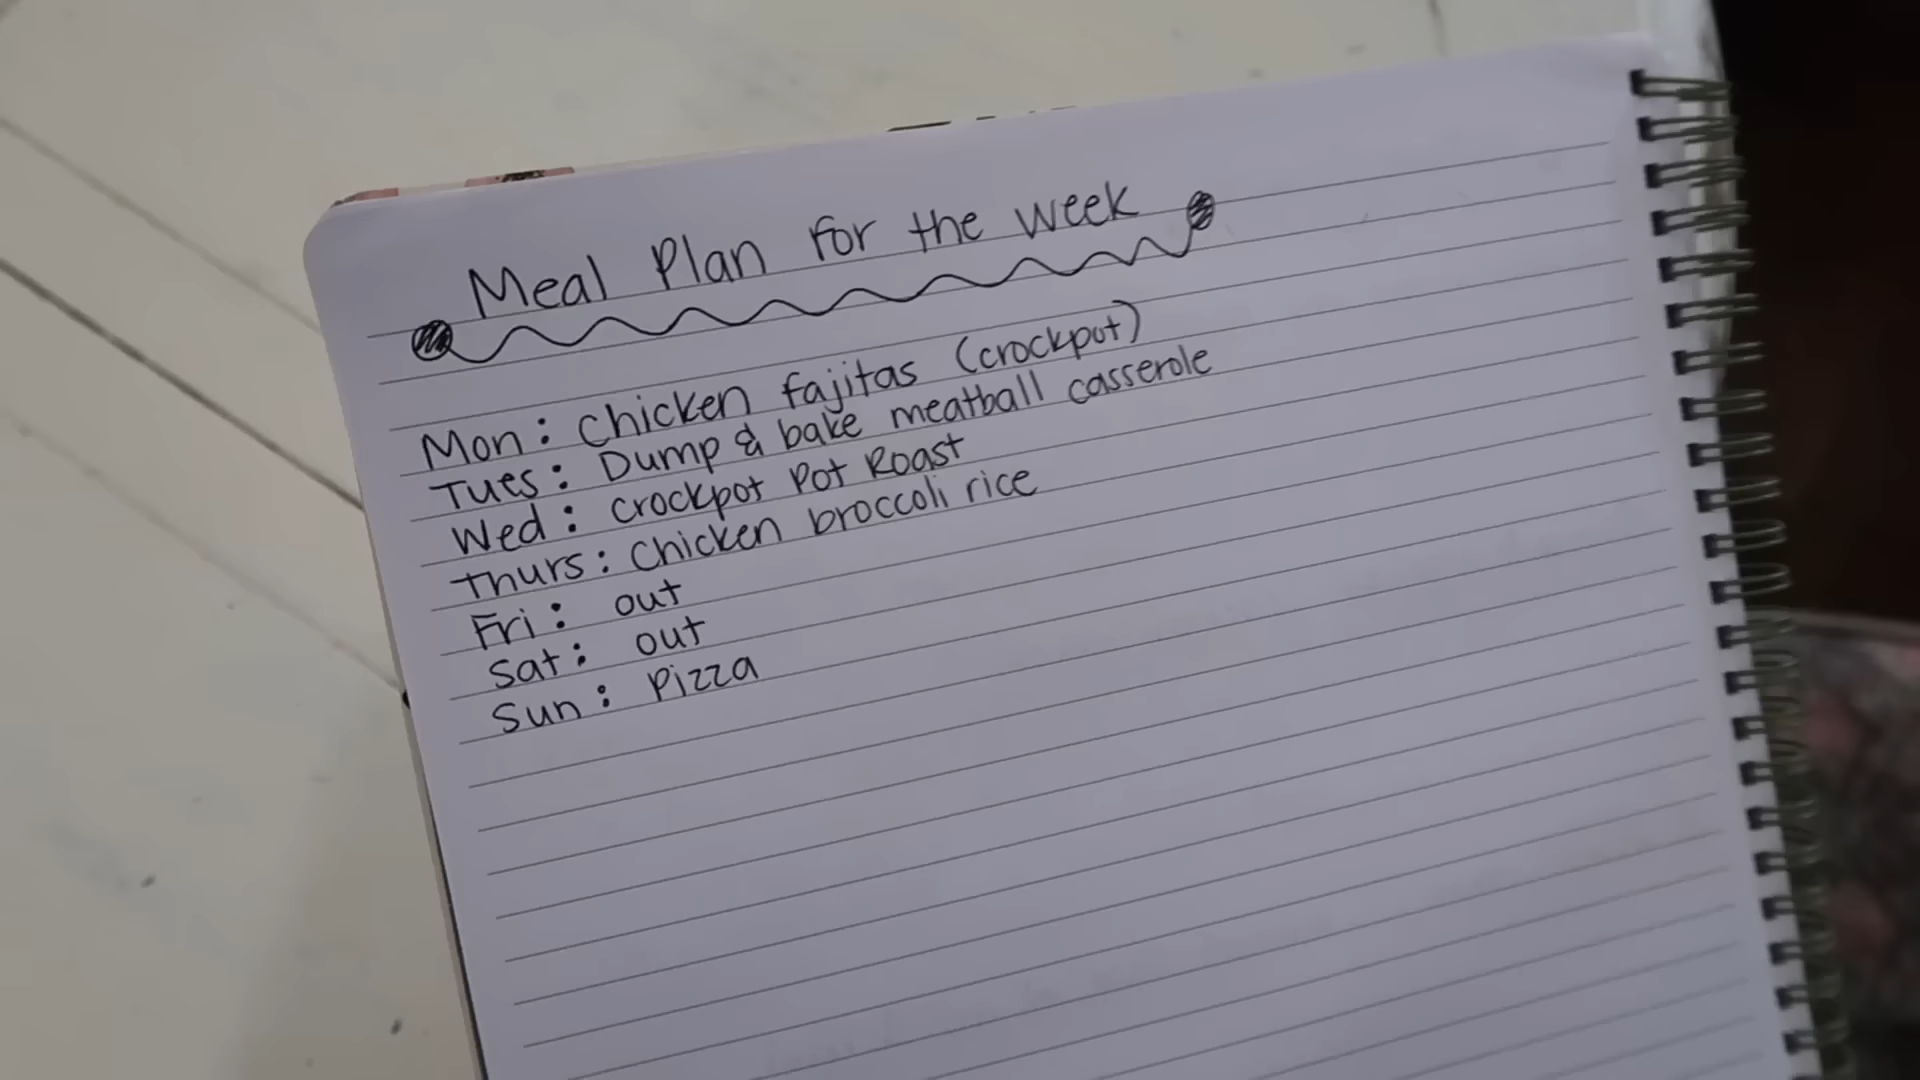 Meal Plan for the week
Mon: Chicken fajitas (crockpot)
Tues: Dump & bake meatball casserole
Wed: crockpot Pot Roast
Thurs: Chicken broccoli rice
Fri: out
Sat: out
Sun: Pizza